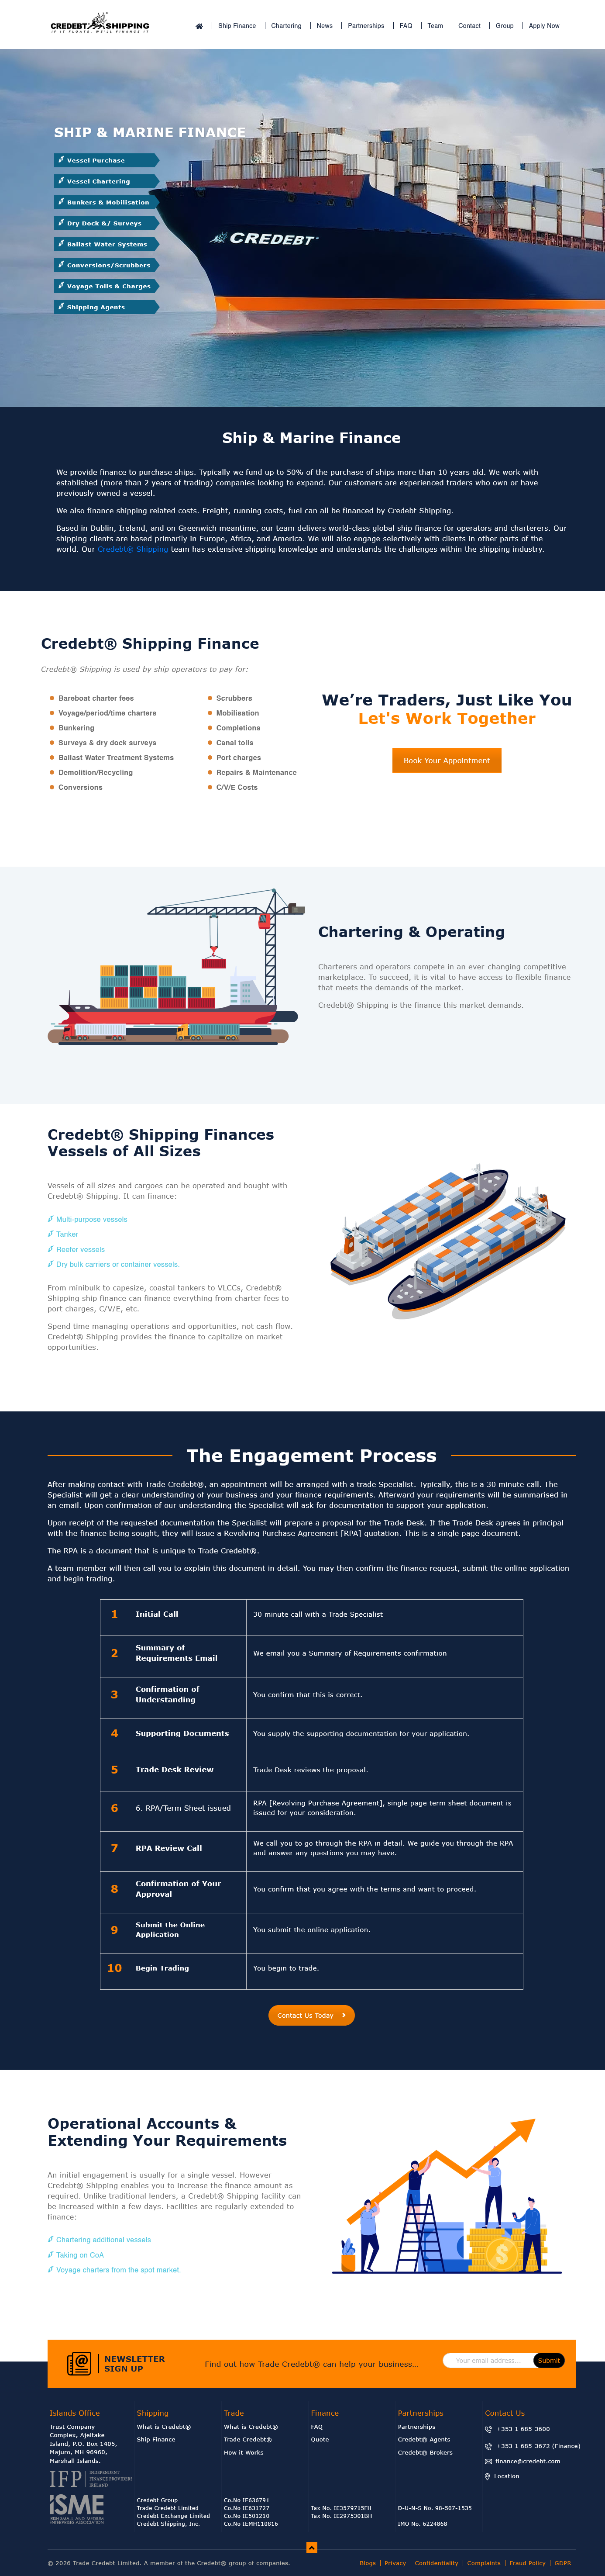 CREDEBT SHIPPING
IF IT FLOATS, WE'LL FINANCE IT
Ship Finance
Chartering
News
Partnerships
FAQ
Team
Contact
Group
Apply Now
SHIP & MARINE FINANCE
Vessel Purchase
Vessel Chartering
Bunkers & Mobilisation
Dry Dock &/ Surveys
Ballast Water Systems
Conversions/Scrubbers
Voyage Tolls & Charges
Shipping Agents
CREDEBT®
Ship & Marine Finance
We provide finance to purchase ships. Typically we fund up to 50% of the purchase of ships more than 10 years old. We work with
established (more than 2 years of trading) companies looking to expand. Our customers are experienced traders who own or have
previously owned a vessel.
We also finance shipping related costs. Freight, running costs, fuel can all be financed by Credebt Shipping.
Based in Dublin, Ireland, and on Greenwich meantime, our team delivers world-class global ship finance for operators and charterers. Our
shipping clients are based primarily in Europe, Africa, and America. We will also engage selectively with clients in other parts of the
world. Our Credebt® Shipping team has extensive shipping knowledge and understands the challenges within the shipping industry.
Credebt® Shipping Finance
Credebt® Shipping is used by ship operators to pay for:
Bareboat charter fees
Voyage/period/time charters
Bunkering
Surveys & dry dock surveys
Ballast Water Treatment Systems
Demolition/Recycling
Conversions
Scrubbers
Mobilisation
Completions
Canal tolls
Port charges
Repairs & Maintenance
C/V/E Costs
We’re Traders, Just Like You
Let's Work Together
Book Your Appointment
Chartering & Operating
Charterers and operators compete in an ever-changing competitive
marketplace. To succeed, it is vital to have access to flexible finance
that meets the demands of the market.
Credebt® Shipping is the finance this market demands.
Credebt® Shipping Finances
Vessels of All Sizes
Vessels of all sizes and cargoes can be operated and bought with
Credebt® Shipping. It can finance:
Multi-purpose vessels
Tanker
Reefer vessels
Dry bulk carriers or container vessels.
From minibulk to capesize, coastal tankers to VLCCs, Credebt®
Shipping ship finance can finance everything from charter fees to
port charges, C/V/E, etc.
Spend time managing operations and opportunities, not cash flow.
Credebt® Shipping provides the finance to capitalize on market
opportunities.
The Engagement Process
After making contact with Trade Credebt®, an appointment will be arranged with a trade Specialist. Typically, this is a 30 minute call. The
Specialist will get a clear understanding of your business and your finance requirements. Afterward your requirements will be summarised in
an email. Upon confirmation of our understanding the Specialist will ask for documentation to support your application.
Upon receipt of the requested documentation the Specialist will prepare a proposal for the Trade Desk. If the Trade Desk agrees in principal
with the finance being sought, they will issue a Revolving Purchase Agreement [RPA] quotation. This is a single page document.
The RPA is a document that is unique to Trade Credebt®.
A team member will then call you to explain this document in detail. You may then confirm the finance request, submit the online application
and begin trading.
1 Initial Call 30 minute call with a Trade Specialist
2 Summary of Requirements Email We email you a Summary of Requirements confirmation
3 Confirmation of Understanding You confirm that this is correct.
4 Supporting Documents You supply the supporting documentation for your application.
5 Trade Desk Review Trade Desk reviews the proposal.
6 6. RPA/Term Sheet issued RPA [Revolving Purchase Agreement], single page term sheet document is
issued for your consideration.
7 RPA Review Call We call you to go through the RPA in detail. We guide you through the RPA
and answer any questions you may have.
8 Confirmation of Your Approval You confirm that you agree with the terms and want to proceed.
9 Submit the Online Application You submit the online application.
10 Begin Trading You begin to trade.
Contact Us Today
Operational Accounts &
Extending Your Requirements
An initial engagement is usually for a single vessel. However
Credebt® Shipping enables you to increase the finance amount as
required. Unlike traditional lenders, a Credebt® Shipping facility can
be increased within a few days. Facilities are regularly extended to
finance:
Chartering additional vessels
Taking on CoA
Voyage charters from the spot market.
NEWSLETTER
SIGN UP
Find out how Trade Credebt® can help your business...
Your email address...
Submit
Islands Office
Trust Company
Complex, Ajeltake
Island, P.O. Box 1405,
Majuro, MH 96960,
Marshall Islands.
IFP INDEPENDENT
FINANCE PROVIDERS
IRELAND
ISME
IRISH SMALL AND MEDIUM
ENTERPRISES ASSOCIATION
Shipping
What is Credebt®
Ship Finance
Trade
What is Credebt®
Trade Credebt®
How it Works
Finance
FAQ
Quote
Partnerships
Partnerships
Credebt® Agents
Credebt® Brokers
Contact Us
+353 1 685-3600
+353 1 685-3672 (Finance)
finance@credebt.com
Location
Credebt Group Co.No IE636791
Trade Credebt Limited Co.No IE631727 Tax No. IE3579715FH D-U-N-S No. 98-507-1535
Credebt Exchange Limited Co.No IE501210 Tax No. IE2975301BH
Credebt Shipping, Inc. Co.No IEMH110816 IMO No. 6224868
© 2026 Trade Credebt Limited. A member of the Credebt® group of companies.
Blogs | Privacy | Confidentiality | Complaints | Fraud Policy | GDPR